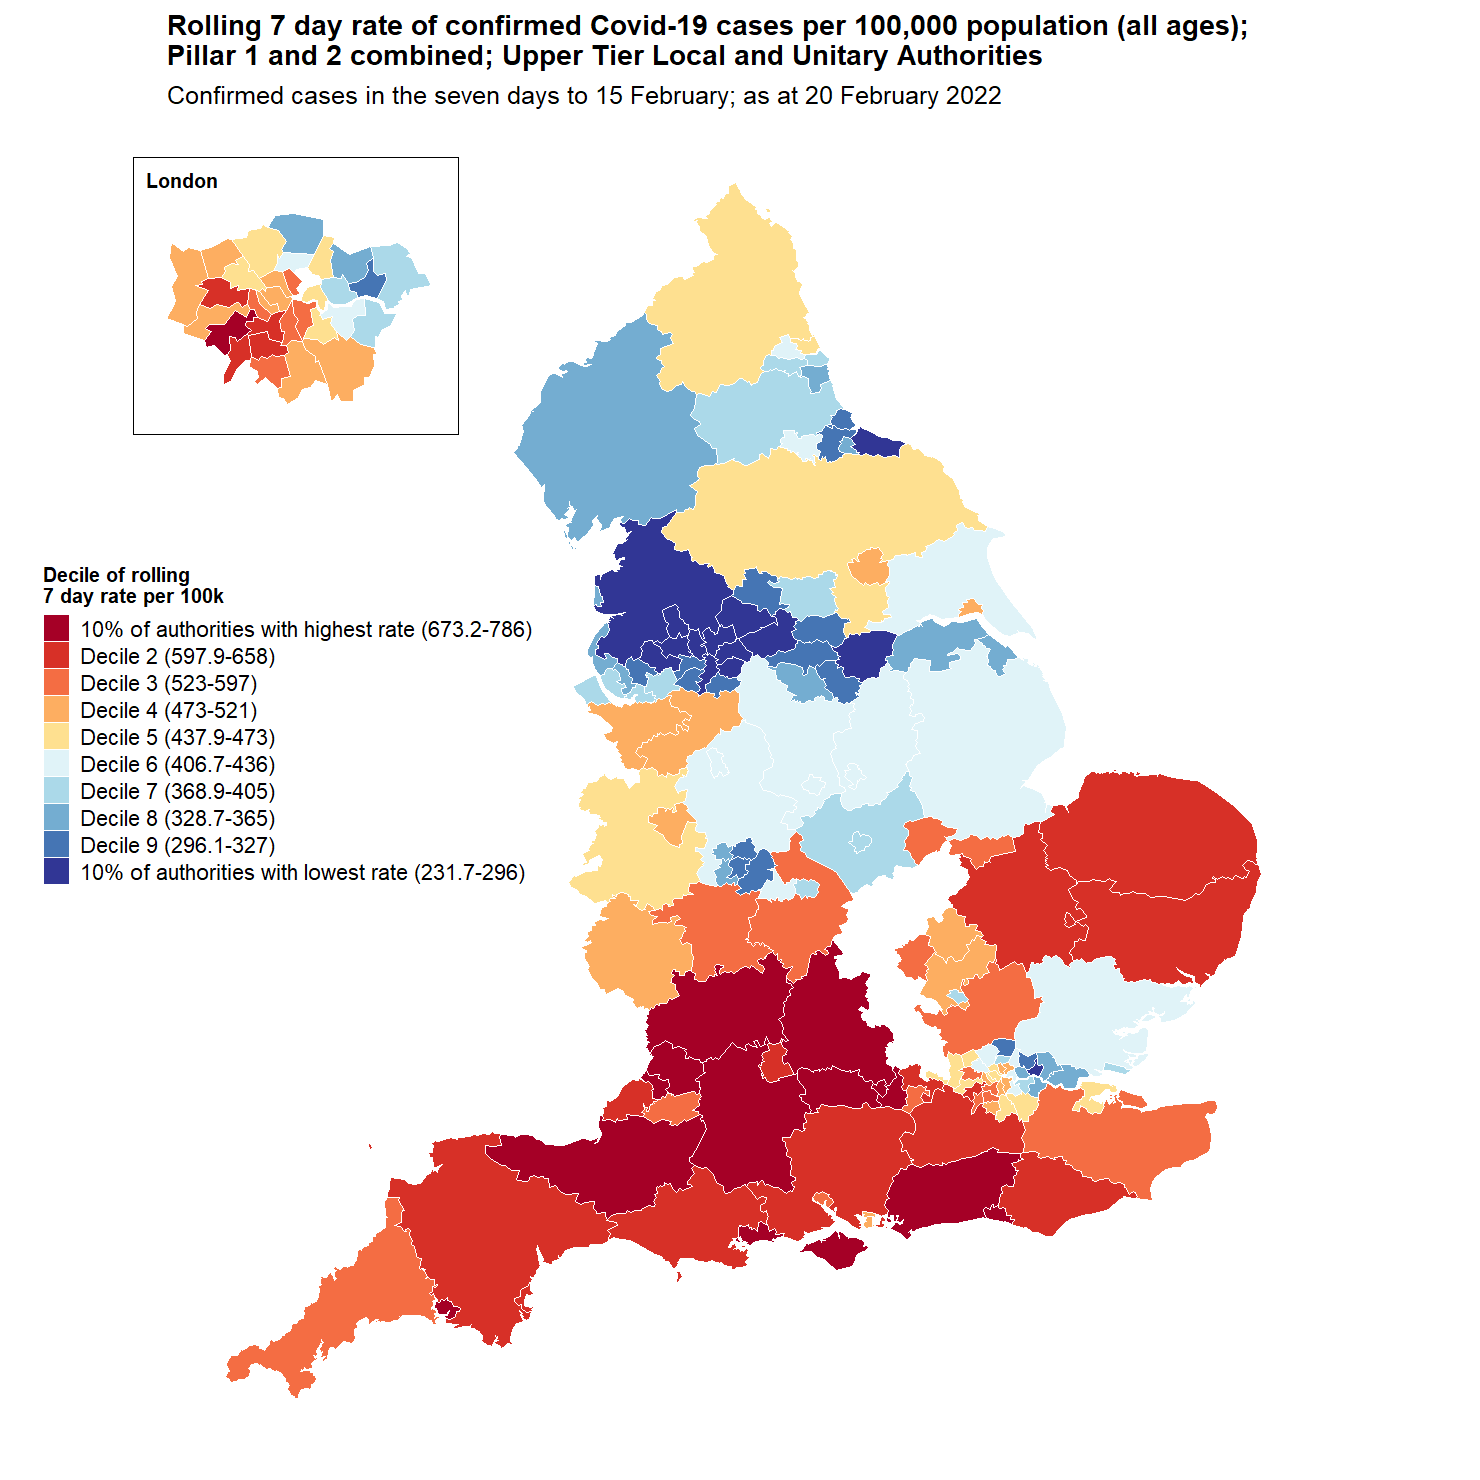 Rolling 7 day rate of confirmed Covid-19 cases per 100,000 population (all ages);
Pillar 1 and 2 combined; Upper Tier Local and Unitary Authorities
Confirmed cases in the seven days to 15 February; as at 20 February 2022
London
Decile of rolling
7 day rate per 100k
10% of authorities with highest rate (673.2-786)
Decile 2 (597.9-658)
Decile 3 (523-597)
Decile 4 (473-521)
Decile 5 (437.9-473)
Decile 6 (406.7-436)
Decile 7 (368.9-405)
Decile 8 (328.7-365)
Decile 9 (296.1-327)
10% of authorities with lowest rate (231.7-296)